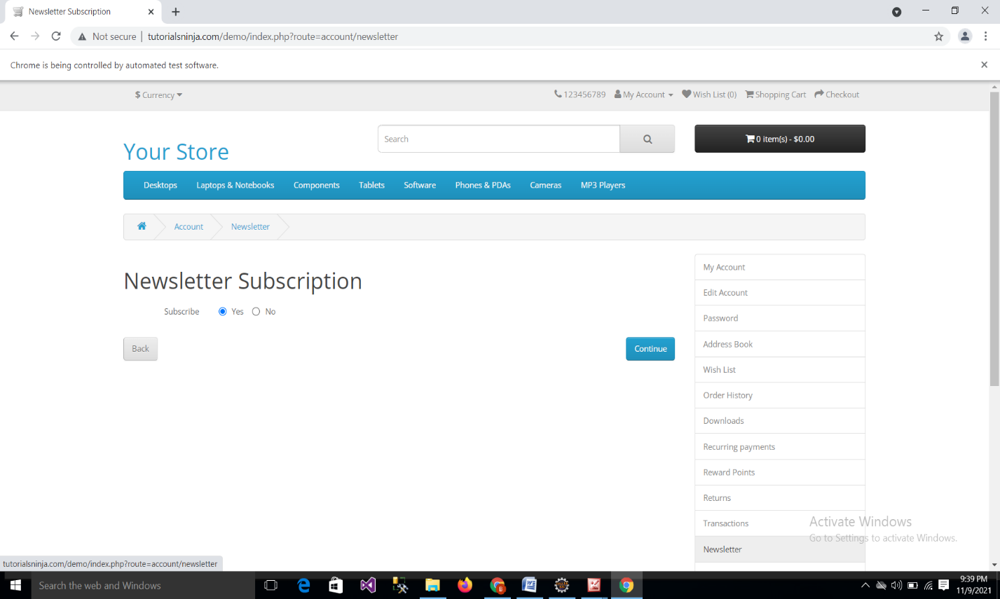 Newsletter Subscription
Not secure | tutorialsninja.com/demo/index.php?route=account/newsletter
Chrome is being controlled by automated test software.
$ Currency
123456789 My Account Wish List (0) Shopping Cart Checkout
Your Store
Search
0 item(s) - $0.00
Desktops Laptops & Notebooks Components Tablets Software Phones & PDAs Cameras MP3 Players
Account Newsletter
Newsletter Subscription
Subscribe Yes No
Back
Continue
My Account
Edit Account
Password
Address Book
Wish List
Order History
Downloads
Recurring payments
Reward Points
Returns
Transactions
Newsletter
Activate Windows
Go to Settings to activate Windows.
tutorialsninja.com/demo/index.php?route=account/newsletter
Search the web and Windows
9:39 PM
11/9/2021